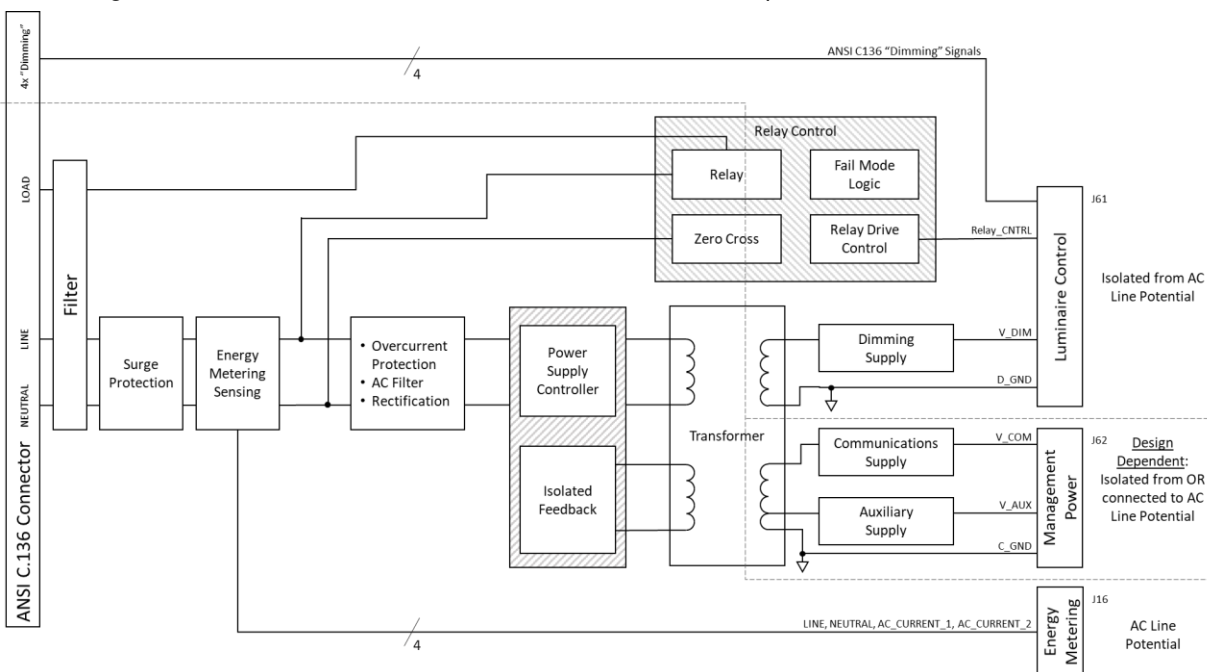 4x "Dimming"
4
ANSI C136 "Dimming" Signals
Relay Control
Relay
Fail Mode
Logic
Zero Cross
Relay Drive
Control
Relay_CNTRL
J61
Luminaire Control
Isolated from AC
Line Potential
LOAD
Filter
LINE
NEUTRAL
ANSI C.136 Connector
Surge
Protection
Energy
Metering
Sensing
• Overcurrent
Protection
• AC Filter
• Rectification
Power
Supply
Controller
Isolated
Feedback
Transformer
Dimming
Supply
V_DIM
D_GND
Communications
Supply
V_COM
Auxiliary
Supply
V_AUX
C_GND
J62
Management
Power
Design
Dependent:
Isolated from OR
connected to AC
Line Potential
4
LINE, NEUTRAL, AC_CURRENT_1, AC_CURRENT_2
J16
Energy
Metering
AC Line
Potential